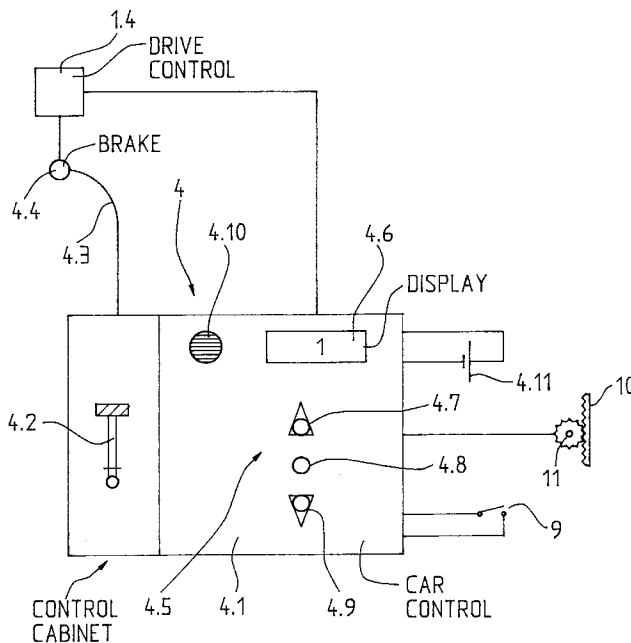 1.4
DRIVE
CONTROL
BRAKE
4.4
4.3
4
4.10
4.6
DISPLAY
1
4.11
10
4.2
4.7
4.8
11
9
CONTROL
CABINET
4.5
4.1
4.9
CAR
CONTROL